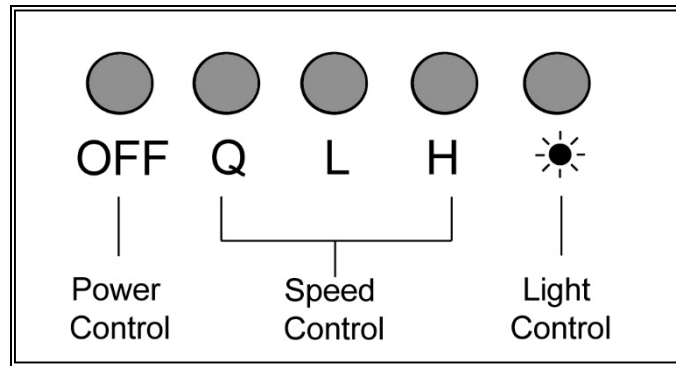 OFF Q L H
Power Control
Speed Control
Light Control